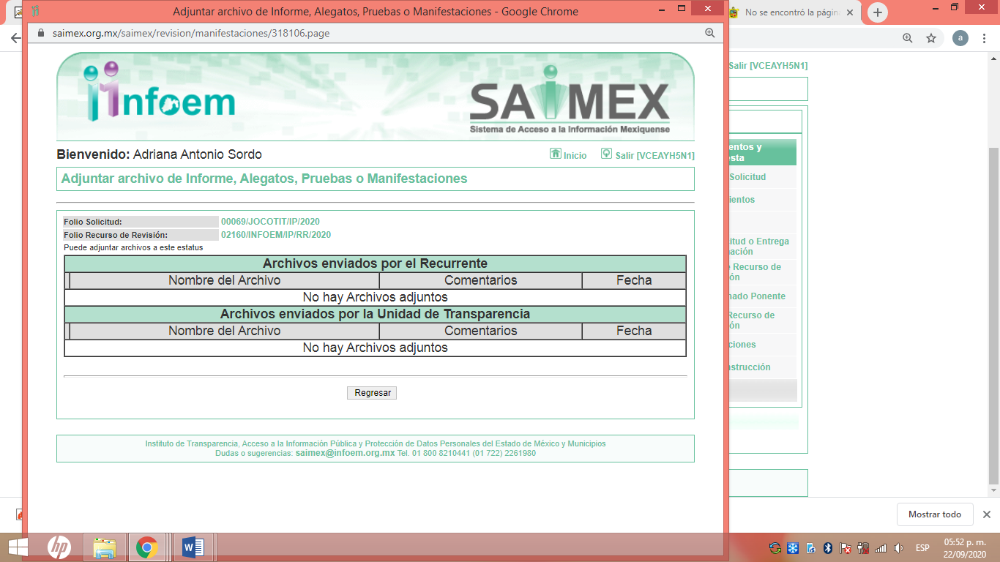 Adjuntar archivo de Informe, Alegatos, Pruebas o Manifestaciones - Google Chrome
No se encontró la págin
saimex.org.mx/saimex/revision/manifestaciones/318106.page
a
infoem
SAIMEX
Sistema de Acceso a la Información Mexiquense
Salir [VCEAYH5N1]
Bienvenido: Adriana Antonio Sordo
Inicio
Salir [VCEAYH5N1]
Adjuntar archivo de Informe, Alegatos, Pruebas o Manifestaciones
Folio Solicitud: 00069/JOCOTIT/IP/2020
Folio Recurso de Revisión: 02160/INFOEM/IP/RR/2020
Puede adjuntar archivos a este estatus
Archivos enviados por el Recurrente
Nombre del Archivo Comentarios Fecha
No hay Archivos adjuntos
Archivos enviados por la Unidad de Transparencia
Nombre del Archivo Comentarios Fecha
No hay Archivos adjuntos
Regresar
Instituto de Transparencia, Acceso a la Información Pública y Protección de Datos Personales del Estado de México y Municipios
Dudas o sugerencias: saimex@infoem.org.mx Tel. 01 800 8210441 (01 722) 2261980
entos y
esta
Solicitud
ientos
itud o Entrega
ación
e Recurso de
ón
nado Ponente
Recurso de
ón
ciones
nstrucción
Mostrar todo
hp
W
ESP
05:52 p. m.
22/09/2020